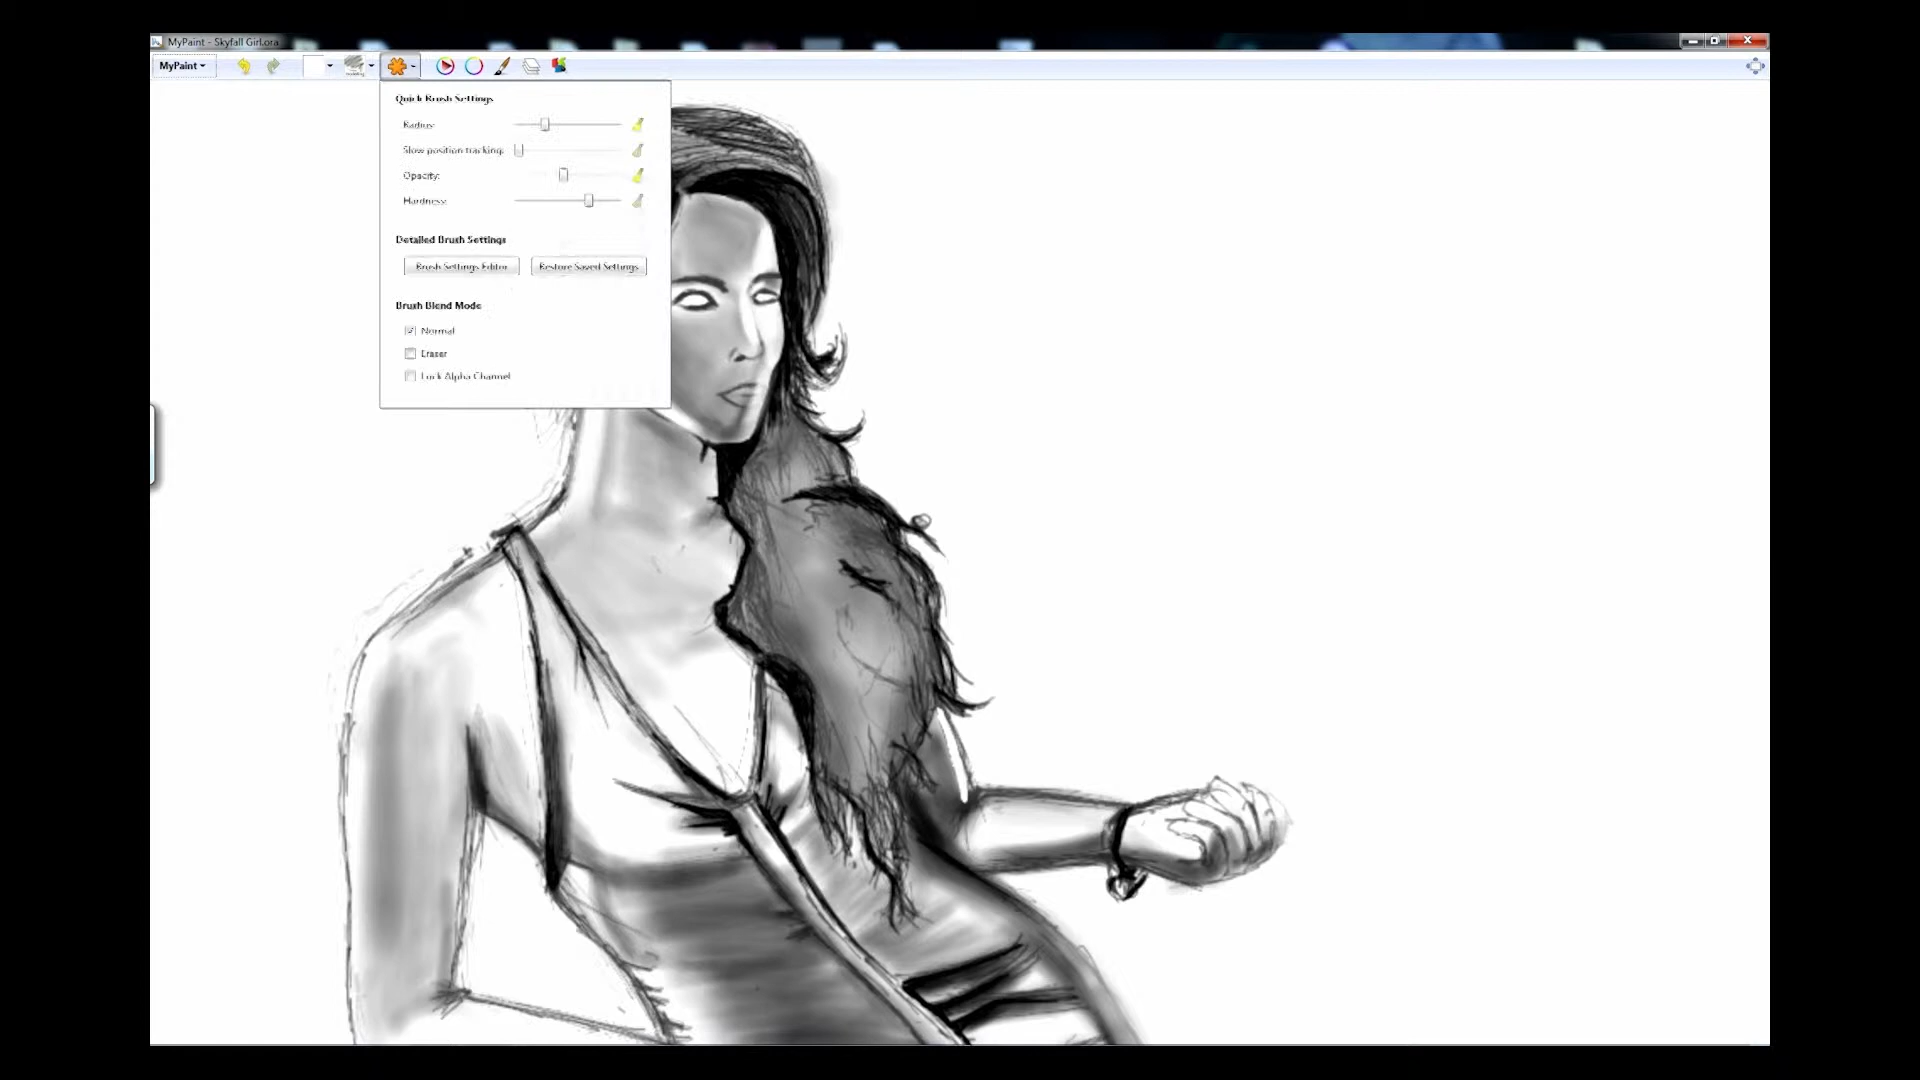 MyPaint - Skyfall Girl.ora
MyPaint
Quick Brush Settings
Radius:
Slow position tracking:
Opacity:
Hardness:
Detailed Brush Settings
Brush Settings Editor Restore Saved Settings
Brush Blend Mode
Normal
Eraser
Lock Alpha Channel